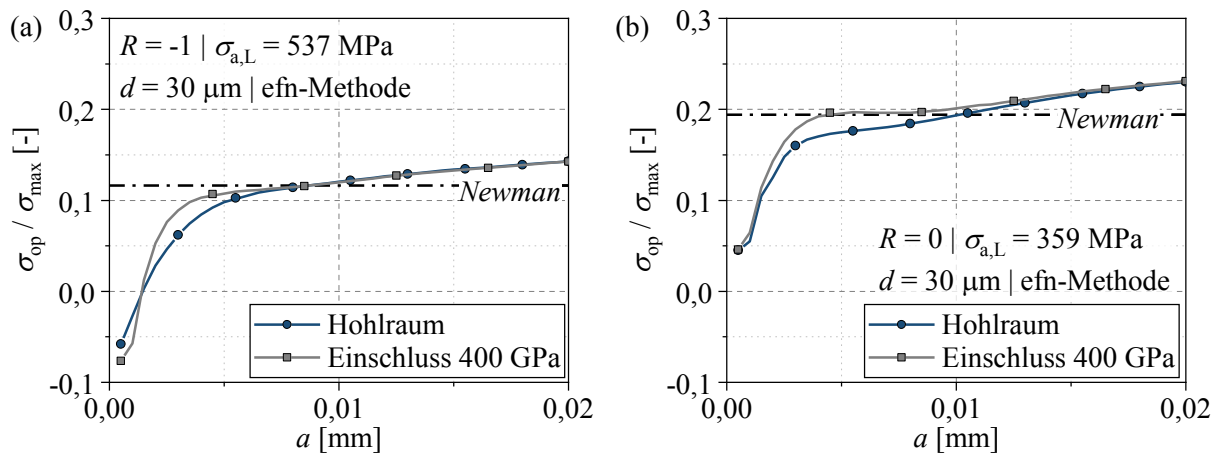 (a)
0,3
0,2
0,1
0,0
-0,1
σop / σmax [-]
R = -1 | σa,L = 537 MPa
d = 30 μm | efn-Methode
Newman
Hohlraum
Einschluss 400 GPa
0,00
0,01
0,02
a [mm]
(b)
0,3
0,2
0,1
0,0
-0,1
σop / σmax [-]
Newman
R = 0 | σa,L = 359 MPa
d = 30 μm | efn-Methode
Hohlraum
Einschluss 400 GPa
0,00
0,01
0,02
a [mm]